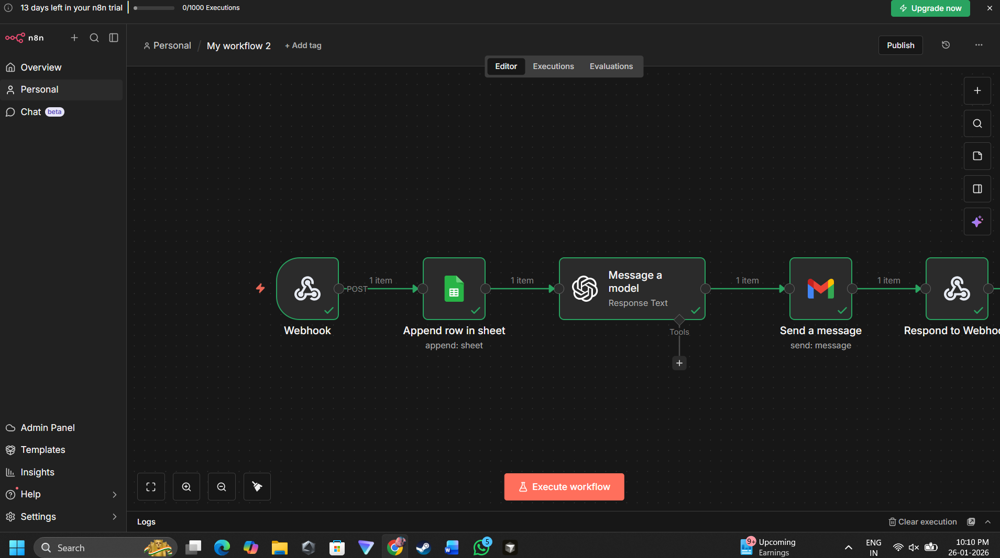 13 days left in your n8n trial
0/1000 Executions
Upgrade now
n8n
Personal / My workflow 2
+ Add tag
Publish
Editor
Executions
Evaluations
Overview
Personal
Chat beta
1 item
1 item
1 item
1 item
POST
Message a
model
Response Text
Tools
Webhook
Append row in sheet
append: sheet
Send a message
send: message
Respond to Webhoo
Admin Panel
Templates
Insights
Help
Settings
Execute workflow
Logs
Clear execution
Search
5
9+
Upcoming
Earnings
ENG
IN
10:10 PM
26-01-2026